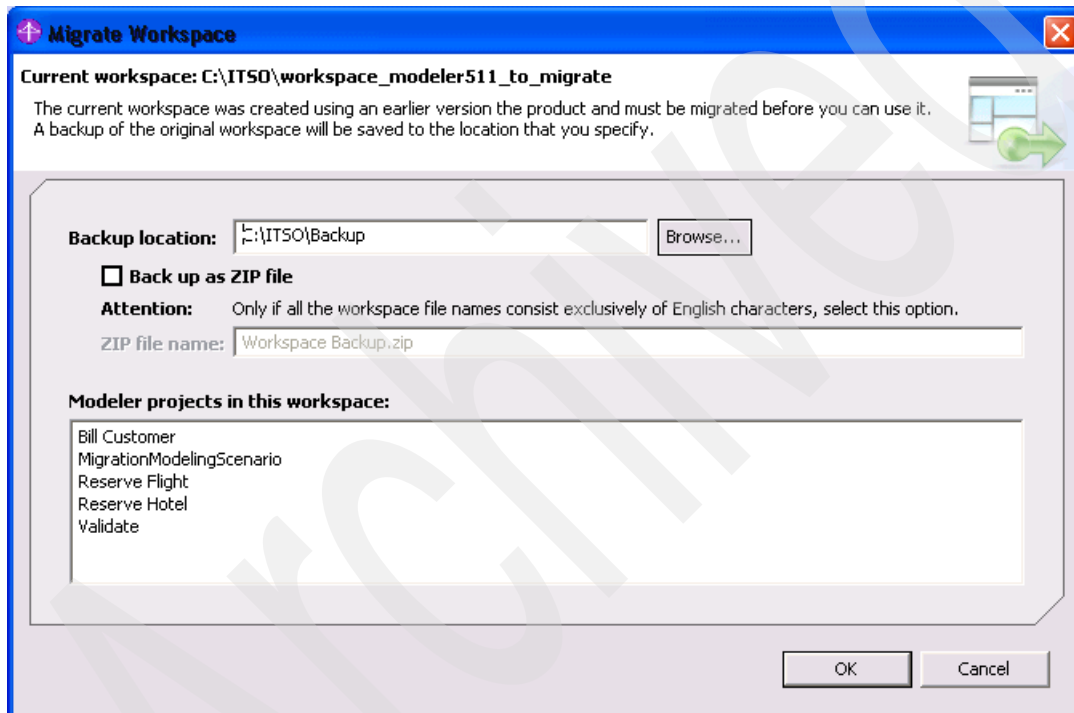 Migrate Workspace
Current workspace: C:\ITSO\workspace_modeler511_to_migrate
The current workspace was created using an earlier version the product and must be migrated before you can use it.
A backup of the original workspace will be saved to the location that you specify.
Backup location: C:\ITSO\Backup Browse...
Back up as ZIP file
Attention: Only if all the workspace file names consist exclusively of English characters, select this option.
ZIP file name: Workspace Backup.zip
Modeler projects in this workspace:
Bill Customer
MigrationModelingScenario
Reserve Flight
Reserve Hotel
Validate
OK Cancel
Archived